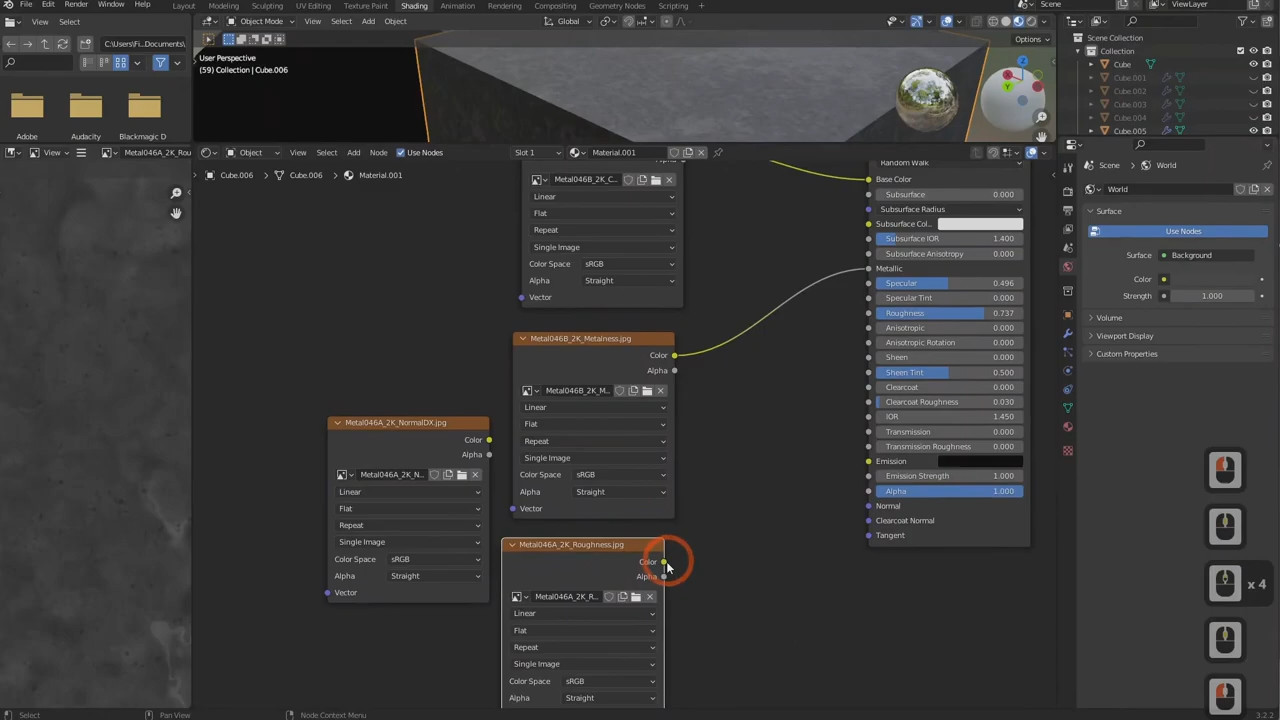 File Edit Render Window Help Layout Modeling Sculpting UV Editing Texture Paint Shading Animation Rendering Compositing Geometry Nodes Scripting Scene ViewLayer
View Select Object Mode View Select Add Object Global
C:\Users\Fi...Documents\
Options
User Perspective
(59) Collection | Cube.006
Scene Collection
Collection
Cube
Cube.001
Cube.002
Cube.003
Cube.004
Cube.005
Adobe Audacity Blackmagic D
View Metal046A_2K_Rou
Object View Select Add Node Use Nodes Slot 1 Material.001
Cube.006 Cube.006 Material.001
Scene World
World
Surface
Use Nodes
Surface Background
Color
Strength 1.000
Volume
Viewport Display
Custom Properties
Metal046B_2K_C...
Linear
Flat
Repeat
Single Image
Color Space sRGB
Alpha Straight
Vector
Metal046B_2K_Metalness.jpg
Color
Alpha
Metal046B_2K_M...
Linear
Flat
Repeat
Single Image
Color Space sRGB
Alpha Straight
Vector
Metal046A_2K_NormalDX.jpg
Color
Alpha
Metal046A_2K_N...
Linear
Flat
Repeat
Single Image
Color Space sRGB
Alpha Straight
Vector
Metal046A_2K_Roughness.jpg
Color
Alpha
Metal046A_2K_R...
Linear
Flat
Repeat
Single Image
Color Space sRGB
Alpha Straight
Random Walk
Base Color
Subsurface 0.000
Subsurface Radius
Subsurface Col...
Subsurface IOR 1.400
Subsurface Anisotropy 0.000
Metallic
Specular 0.496
Specular Tint 0.000
Roughness 0.737
Anisotropic 0.000
Anisotropic Rotation 0.000
Sheen 0.000
Sheen Tint 0.500
Clearcoat 0.000
Clearcoat Roughness 0.030
IOR 1.450
Transmission 0.000
Transmission Roughness 0.000
Emission
Emission Strength 1.000
Alpha 1.000
Normal
Clearcoat Normal
Tangent
x 4
Select Pan View Node Context Menu 3.2.2